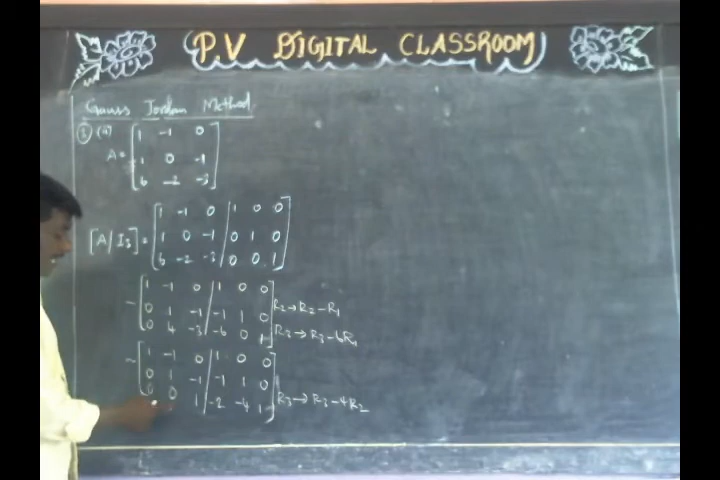 P.V DIGITAL CLASSROOM
Gauss Jordan Method
A= [1 -1 0
1 0 -1
6 -2 -3]
[A/I3] = [1 -1 0 | 1 0 0
1 0 -1 | 0 1 0
6 -2 -3 | 0 0 1]
~ [1 -1 0 | 1 0 0
0 1 -1 | -1 1 0] R2→R2-R1
0 4 -3 | -6 0 1] R3→R3-6R1
~ [1 -1 0 | 1 0 0
0 1 -1 | -1 1 0
0 0 1 | -2 -4 1] R3→R3-4R2